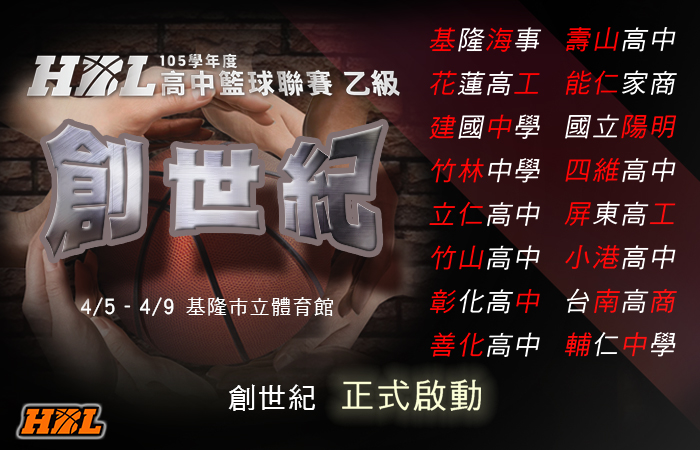 HBL 105學年度
高中籃球聯賽 乙級
創世紀
4/5 - 4/9 基隆市立體育館
基隆海事 壽山高中
花蓮高工 能仁家商
建國中學 國立陽明
竹林中學 四維高中
立仁高中 屏東高工
竹山高中 小港高中
彰化高中 台南高商
善化高中 輔仁中學
創世紀 正式啟動
HBL